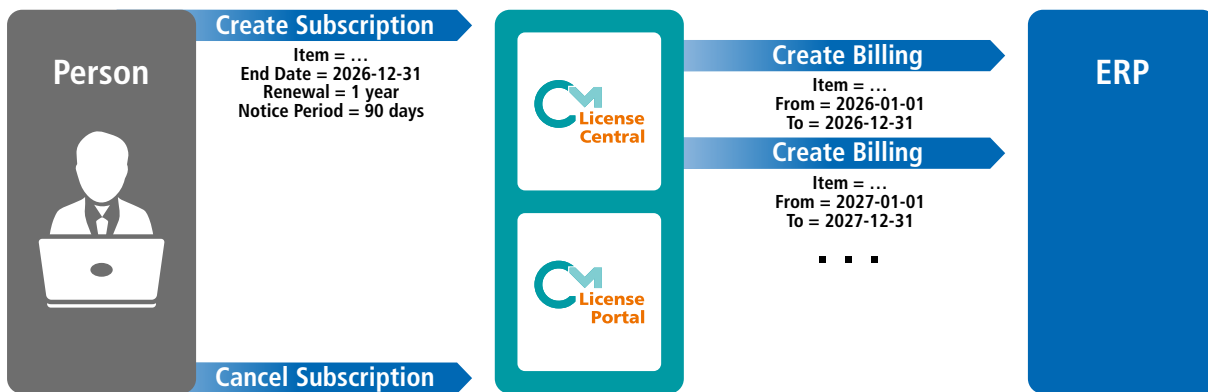 Person
Create Subscription
Item = …
End Date = 2026-12-31
Renewal = 1 year
Notice Period = 90 days
Cancel Subscription
CM
License
Central
CM
License
Portal
Create Billing
Item = …
From = 2026-01-01
To = 2026-12-31
Create Billing
Item = …
From = 2027-01-01
To = 2027-12-31
. . .
ERP